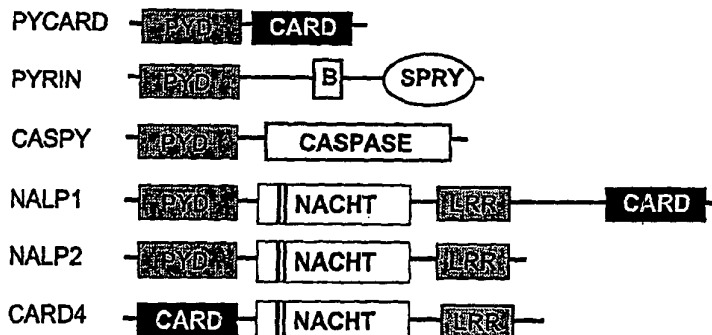 PYCARD PYD CARD
PYRIN PYD B SPRY
CASPY PYD CASPASE
NALP1 PYD NACHT LRR CARD
NALP2 PYD NACHT LRR
CARD4 CARD NACHT LRR